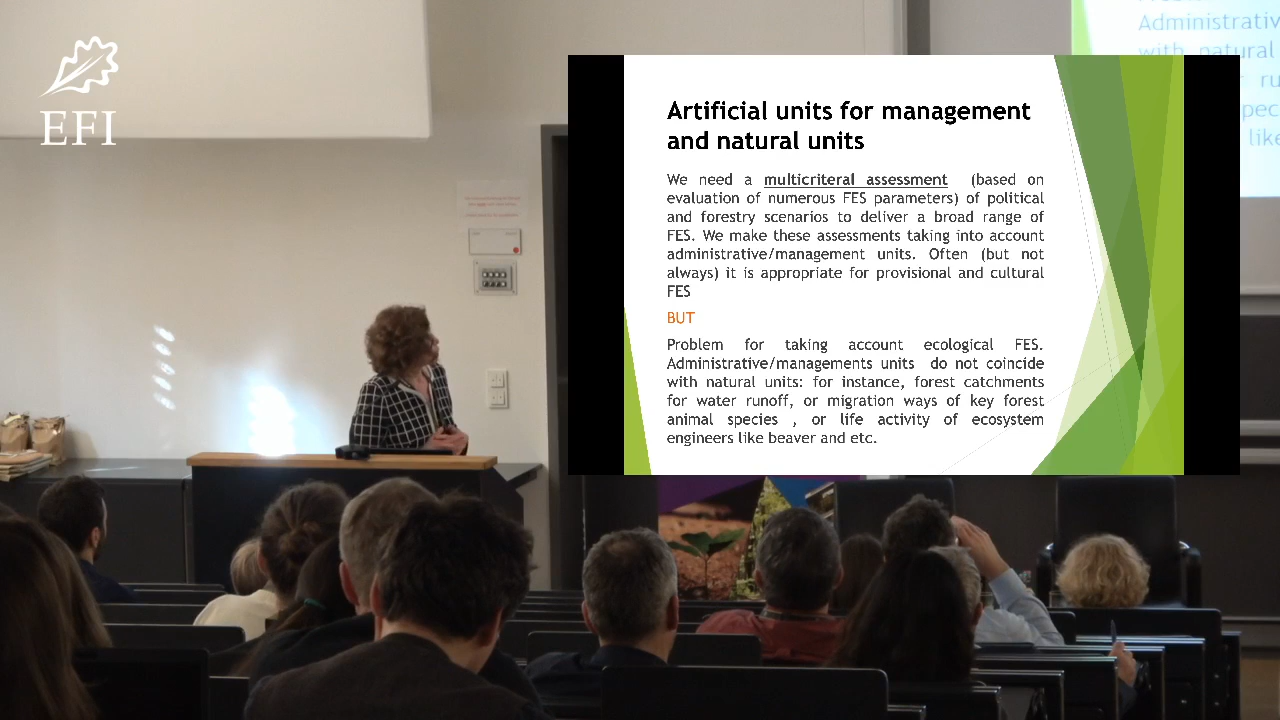 EFI
Artificial units for management
and natural units
We need a multicriteral assessment (based on
evaluation of numerous FES parameters) of political
and forestry scenarios to deliver a broad range of
FES. We make these assessments taking into account
administrative/management units. Often (but not
always) it is appropriate for provisional and cultural
FES
BUT
Problem for taking account ecological FES.
Administrative/managements units do not coincide
with natural units: for instance, forest catchments
for water runoff, or migration ways of key forest
animal species , or life activity of ecosystem
engineers like beaver and etc.
Administrativ
with natural
ru
spec
like